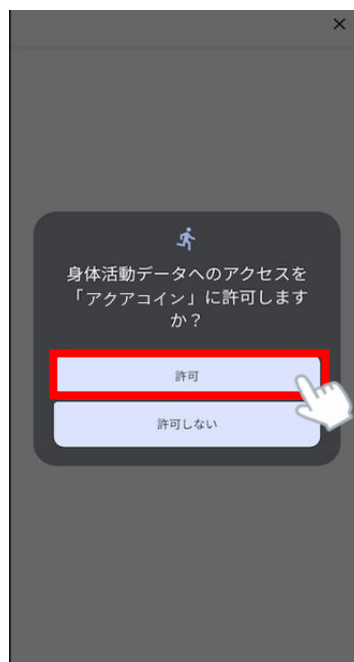 身体活動データへのアクセスを
「アクアコイン」に許可します
か？
許可
許可しない